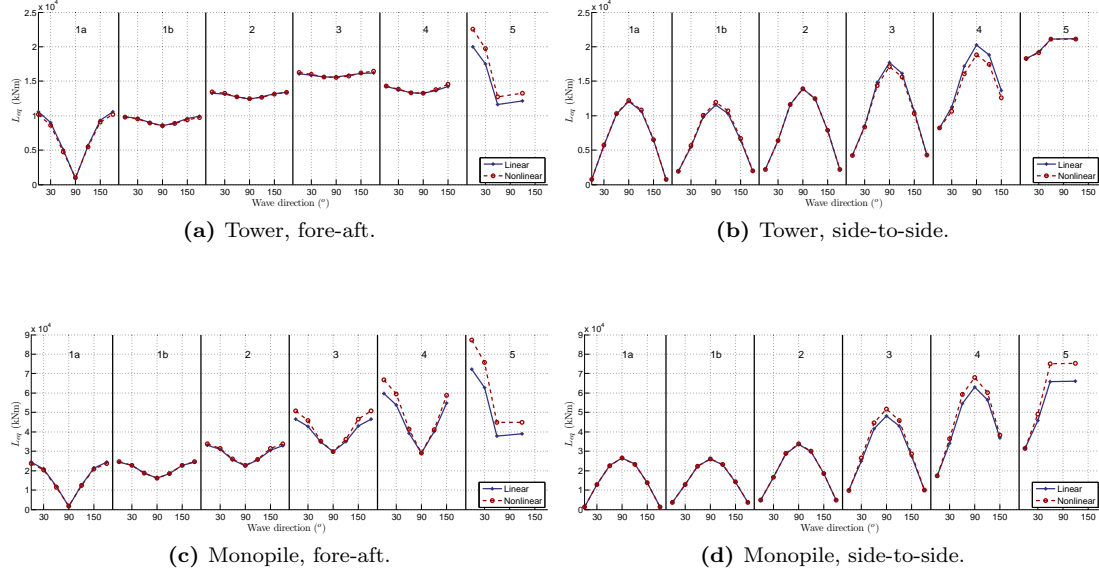 x 10⁴
1a 1b 2 3 4 5
2.5
2
1.5
1
0.5
0
L_eq (kNm)
30 90 150 30 90 150 30 90 150 30 90 150 30 90 150 30 90 150
Wave direction (°)
Linear
Nonlinear
(a) Tower, fore-aft.
x 10⁴
1a 1b 2 3 4 5
2.5
2
1.5
1
0.5
0
L_eq (kNm)
30 90 150 30 90 150 30 90 150 30 90 150 30 90 150 30 90 150
Wave direction (°)
Linear
Nonlinear
(b) Tower, side-to-side.
x 10⁴
1a 1b 2 3 4 5
9
8
7
6
5
4
3
2
1
0
L_eq (kNm)
30 90 150 30 90 150 30 90 150 30 90 150 30 90 150 30 90 150
Wave direction (°)
Linear
Nonlinear
(c) Monopile, fore-aft.
x 10⁴
1a 1b 2 3 4 5
9
8
7
6
5
4
3
2
1
0
L_eq (kNm)
30 90 150 30 90 150 30 90 150 30 90 150 30 90 150 30 90 150
Wave direction (°)
Linear
Nonlinear
(d) Monopile, side-to-side.